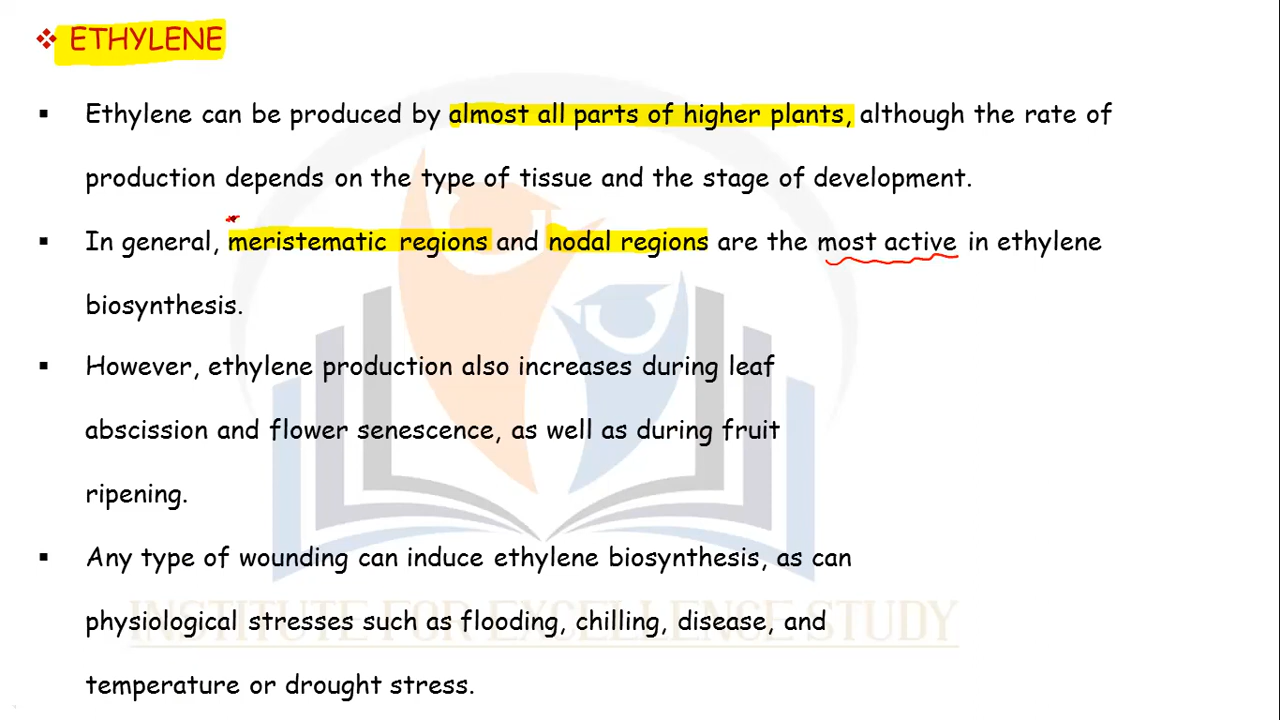 ❖ ETHYLENE
▪ Ethylene can be produced by almost all parts of higher plants, although the rate of
production depends on the type of tissue and the stage of development.
▪ In general, meristematic regions and nodal regions are the most active in ethylene
biosynthesis.
▪ However, ethylene production also increases during leaf
abscission and flower senescence, as well as during fruit
ripening.
▪ Any type of wounding can induce ethylene biosynthesis, as can
INSTITUTE FOR EXCELLENCE STUDY
physiological stresses such as flooding, chilling, disease, and
temperature or drought stress.